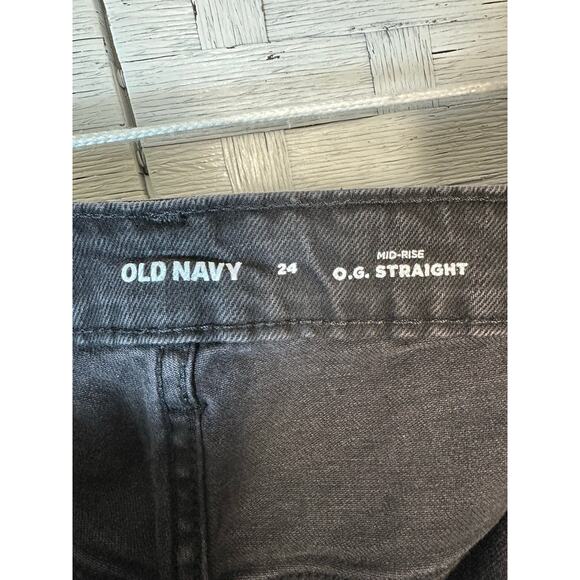 OLD NAVY 24 MID-RISE
O.G. STRAIGHT